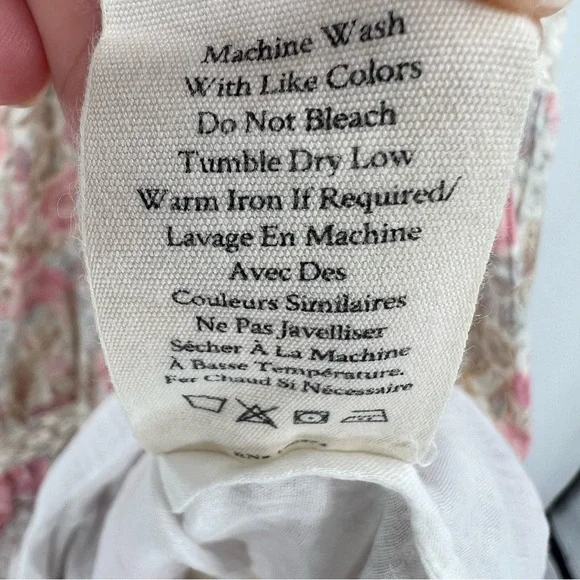 Machine Wash
With Like Colors
Do Not Bleach
Tumble Dry Low
Warm Iron If Required/
Lavage En Machine
Avec Des
Couleurs Similaires
Ne Pas Javelliser
Sécher À La Machine
À Basse Température.
Fer Chaud Si Nécessaire